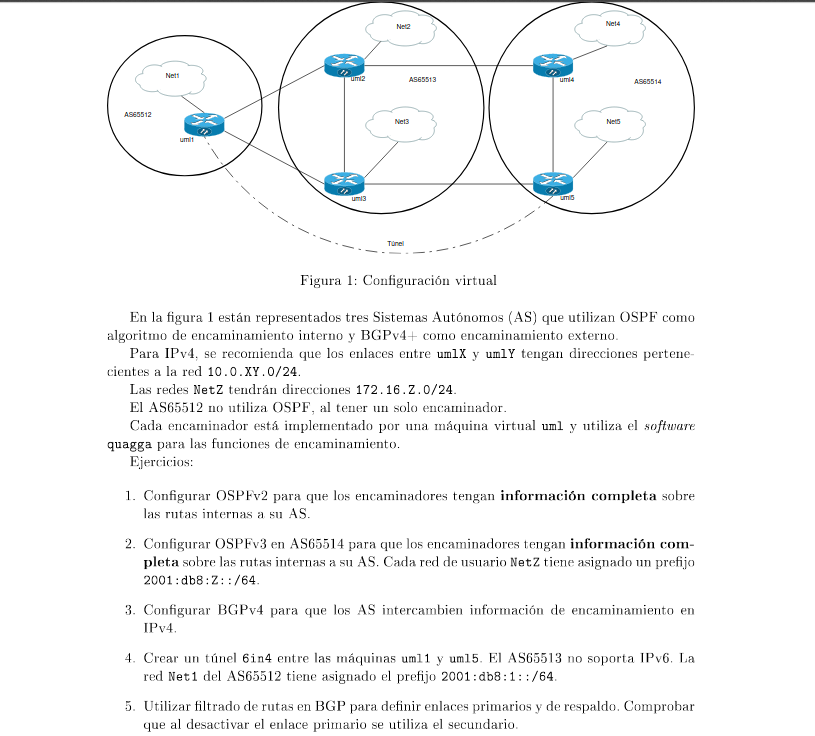 Net2
Net4
Net1
uml2
AS65513
uml4
AS65514
AS65512
Net3
Net5
uml1
uml3
uml5
Túnel
Figura 1: Configuración virtual
En la figura 1 están representados tres Sistemas Autónomos (AS) que utilizan OSPF como
algoritmo de encaminamiento interno y BGPv4+ como encaminamiento externo.
Para IPv4, se recomienda que los enlaces entre umlX y umlY tengan direcciones pertene-
cientes a la red 10.0.XY.0/24.
Las redes NetZ tendrán direcciones 172.16.Z.0/24.
El AS65512 no utiliza OSPF, al tener un solo encaminador.
Cada encaminador está implementado por una máquina virtual uml y utiliza el software
quagga para las funciones de encaminamiento.
Ejercicios:
1. Configurar OSPFv2 para que los encaminadores tengan información completa sobre
las rutas internas a su AS.
2. Configurar OSPFv3 en AS65514 para que los encaminadores tengan información com-
pleta sobre las rutas internas a su AS. Cada red de usuario NetZ tiene asignado un prefijo
2001:db8:Z::/64.
3. Configurar BGPv4 para que los AS intercambien información de encaminamiento en
IPv4.
4. Crear un túnel 6in4 entre las máquinas uml1 y uml5. El AS65513 no soporta IPv6. La
red Net1 del AS65512 tiene asignado el prefijo 2001:db8:1::/64.
5. Utilizar filtrado de rutas en BGP para definir enlaces primarios y de respaldo. Comprobar
que al desactivar el enlace primario se utiliza el secundario.